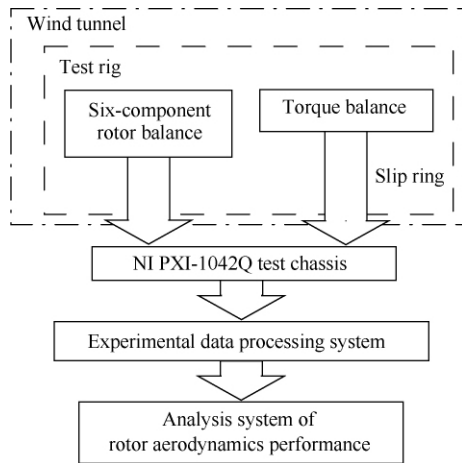 Wind tunnel
Test rig
Six-component
rotor balance
Torque balance
Slip ring
NI PXI-1042Q test chassis
Experimental data processing system
Analysis system of
rotor aerodynamics performance